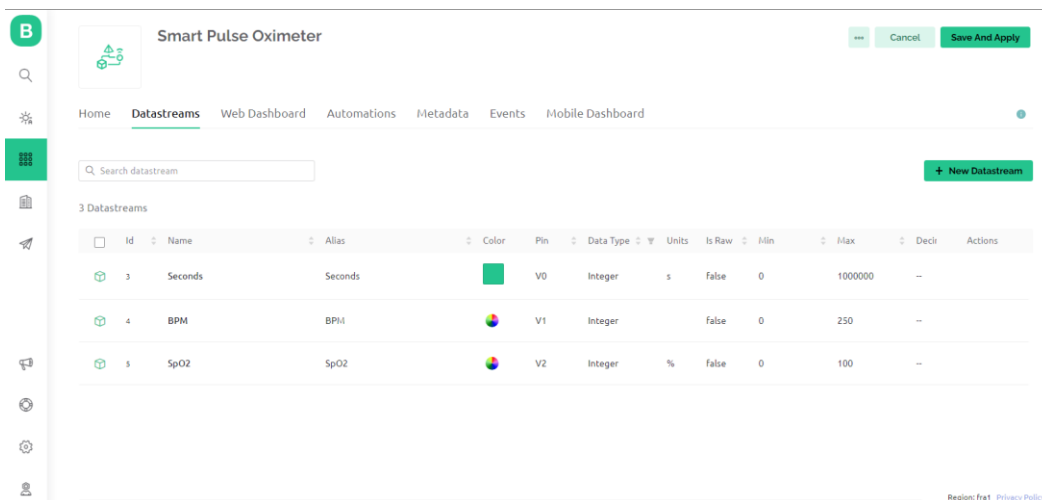 B
Smart Pulse Oximeter
Cancel
Save And Apply
Home Datastreams Web Dashboard Automations Metadata Events Mobile Dashboard
Search datastream
+ New Datastream
3 Datastreams
Id Name Alias Color Pin Data Type Units Is Raw Min Max Decir Actions
3 Seconds Seconds V0 Integer s false 0 1000000 --
4 BPM BPM V1 Integer false 0 250 --
5 SpO2 SpO2 V2 Integer % false 0 100 --
Region: fra1 Privacy Polic